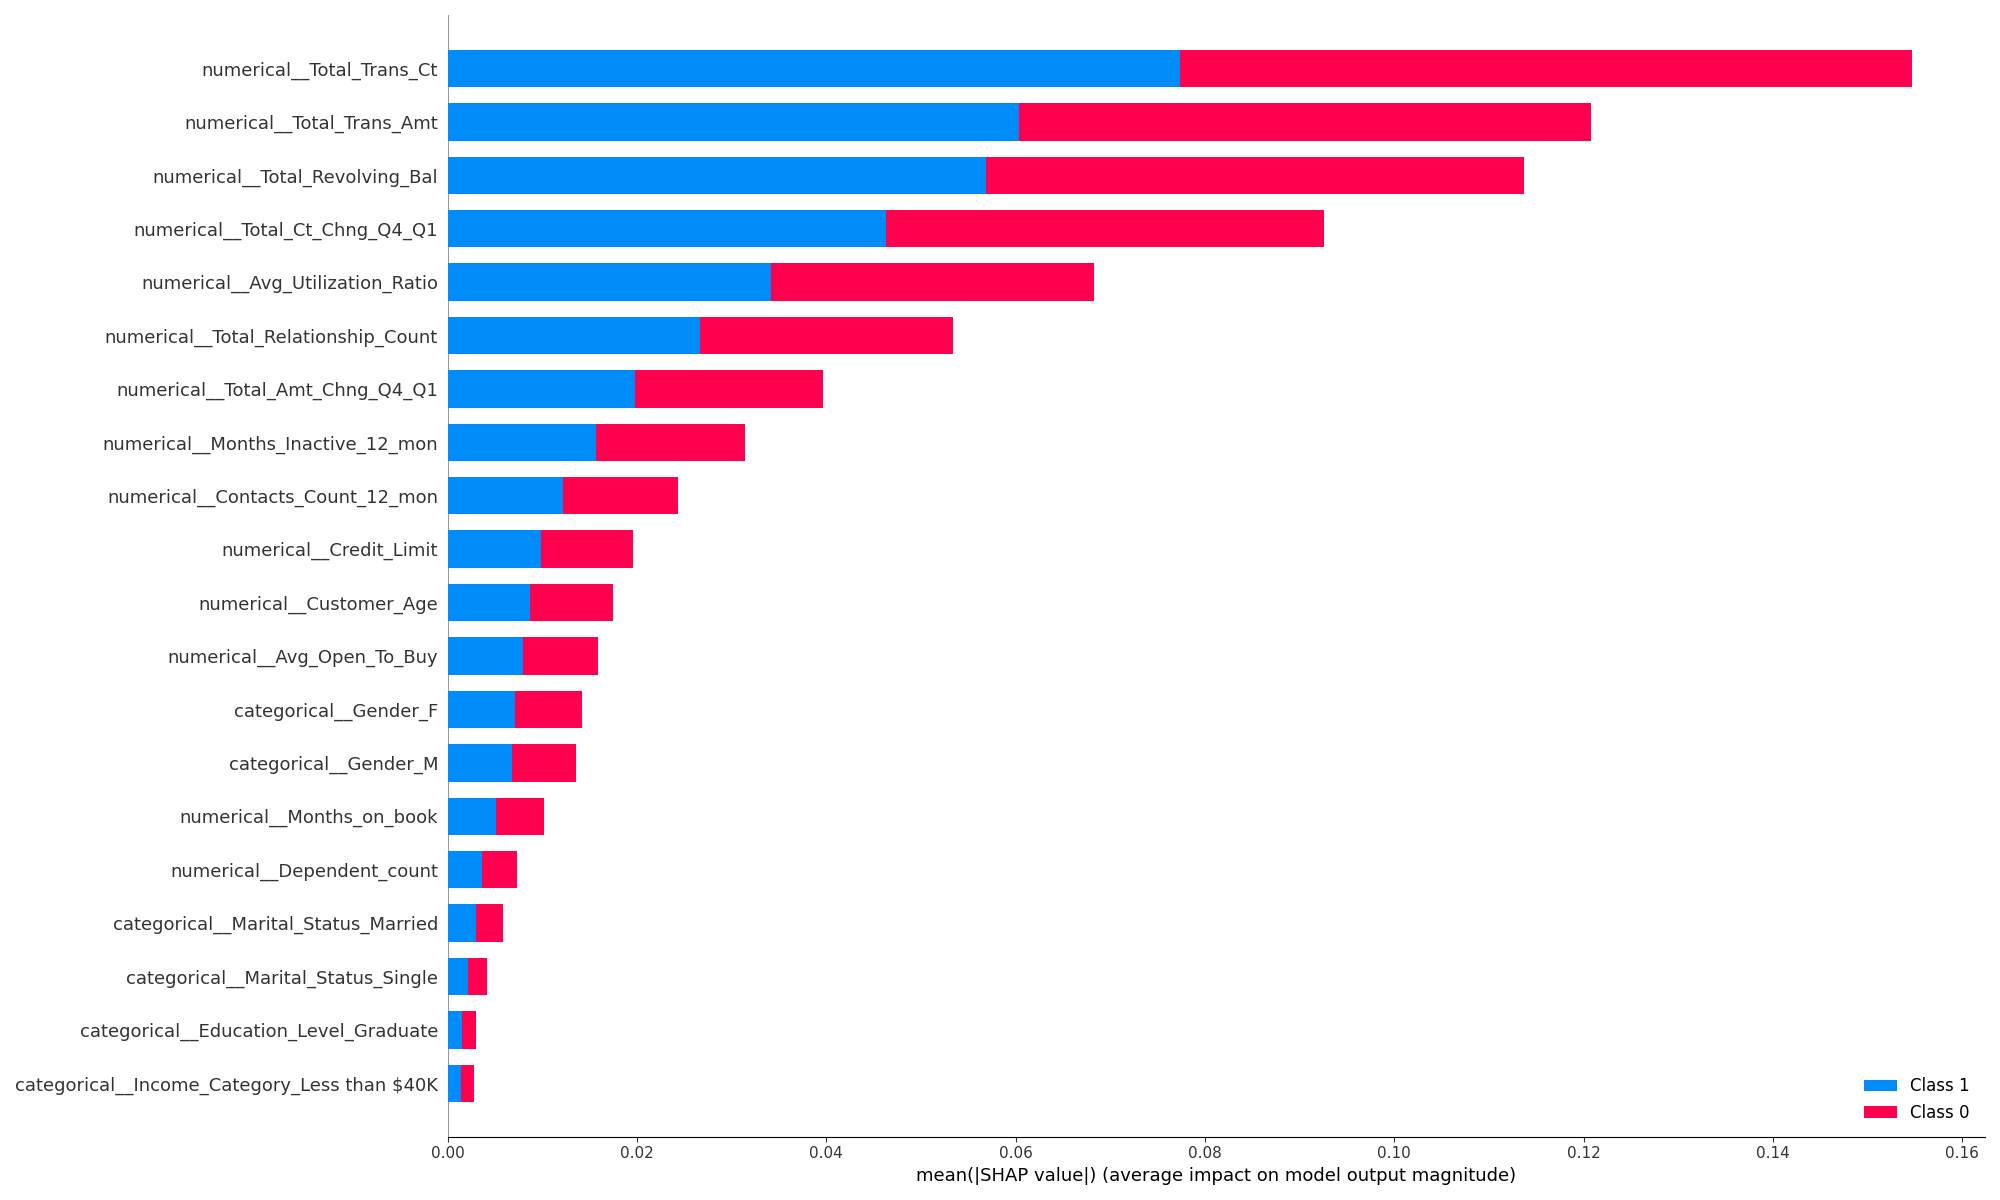 numerical__Total_Trans_Ct
numerical__Total_Trans_Amt
numerical__Total_Revolving_Bal
numerical__Total_Ct_Chng_Q4_Q1
numerical__Avg_Utilization_Ratio
numerical__Total_Relationship_Count
numerical__Total_Amt_Chng_Q4_Q1
numerical__Months_Inactive_12_mon
numerical__Contacts_Count_12_mon
numerical__Credit_Limit
numerical__Customer_Age
numerical__Avg_Open_To_Buy
categorical__Gender_F
categorical__Gender_M
numerical__Months_on_book
numerical__Dependent_count
categorical__Marital_Status_Married
categorical__Marital_Status_Single
categorical__Education_Level_Graduate
categorical__Income_Category_Less than $40K
Class 1
Class 0
0.00 0.02 0.04 0.06 0.08 0.10 0.12 0.14 0.16
mean(|SHAP value|) (average impact on model output magnitude)